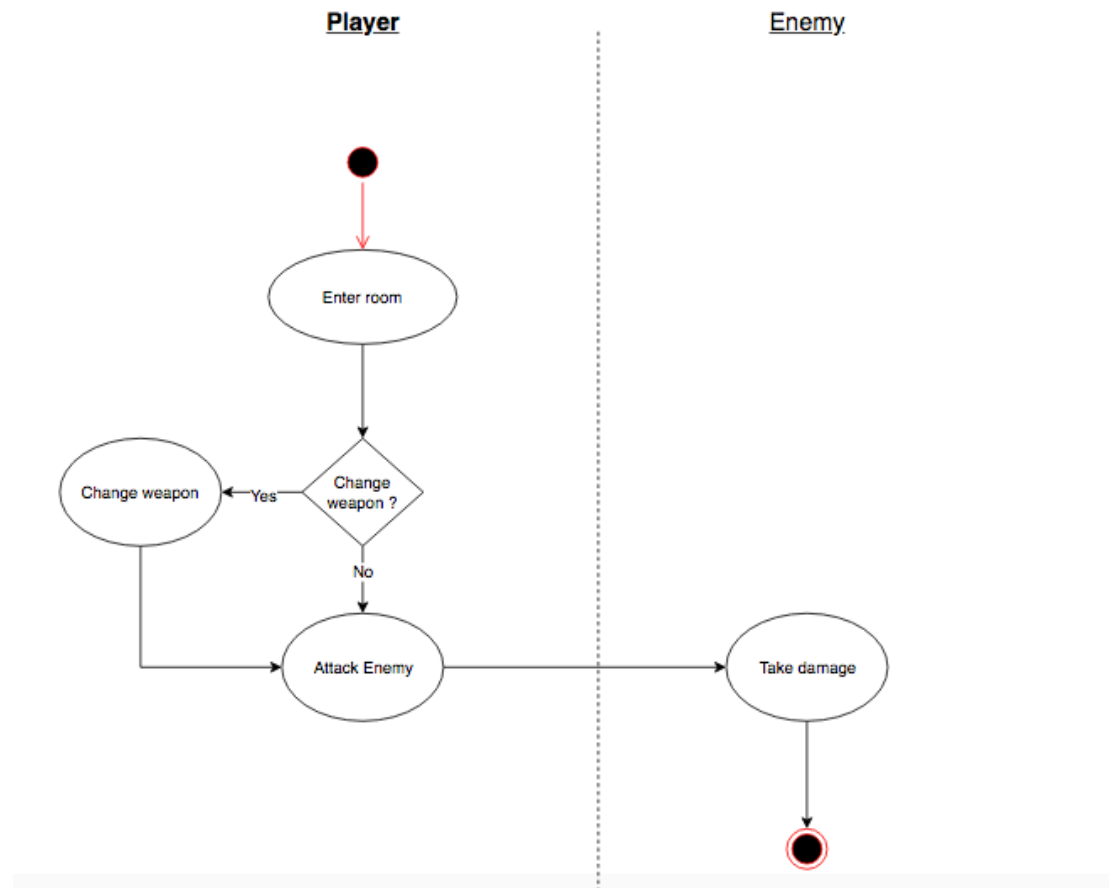 Player
Enemy
Enter room
Change
weapon ?
Yes
Change weapon
No
Attack Enemy
Take damage